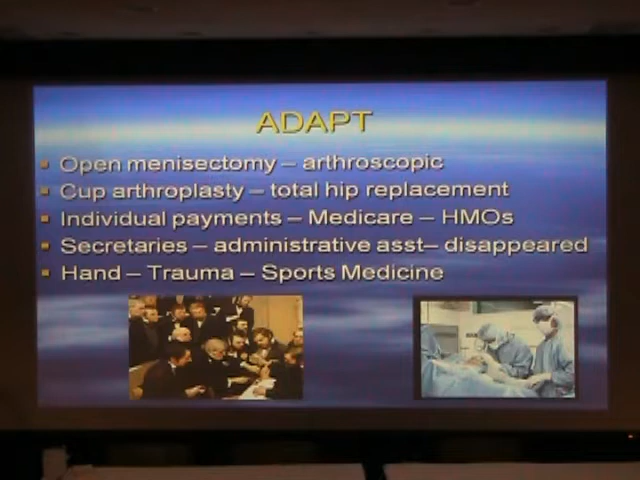 ADAPT
Open menisectomy – arthroscopic
Cup arthroplasty – total hip replacement
Individual payments – Medicare – HMOs
Secretaries – administrative asst– disappeared
Hand – Trauma – Sports Medicine